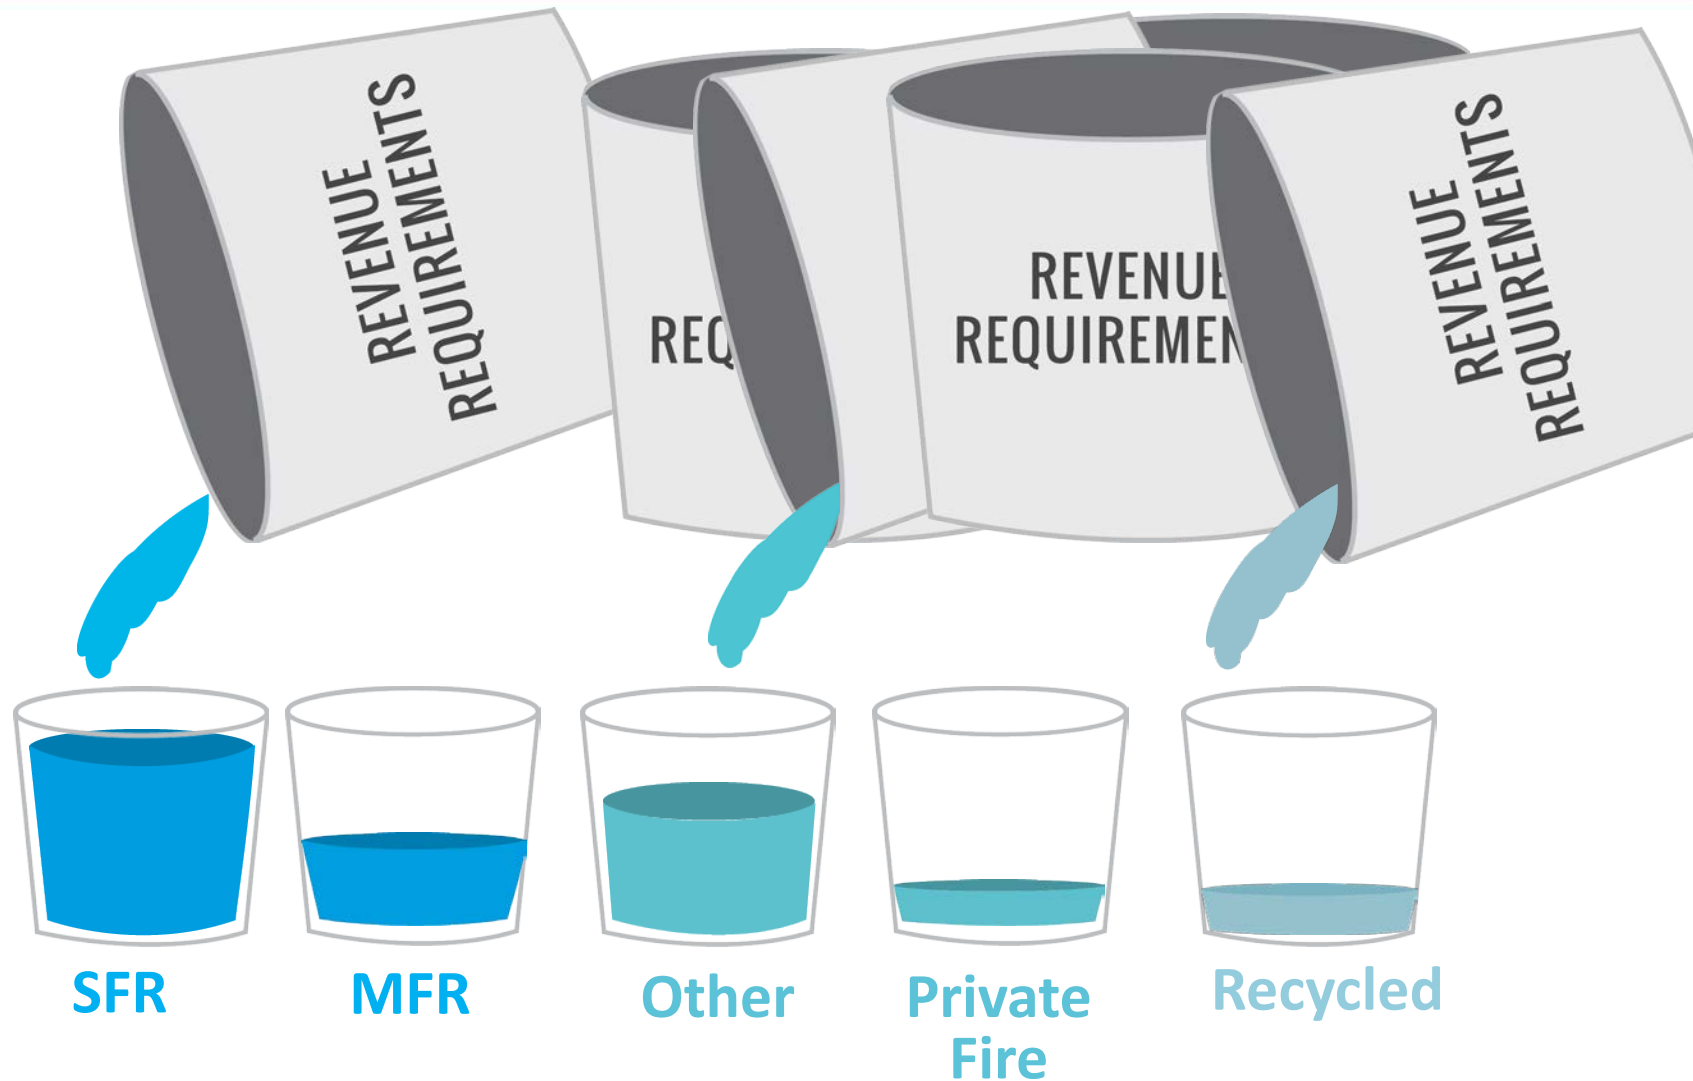 REVENUE
REQUIREMENTS
REQ
REVENUE
REQUIREMEN
REVENUE
REQUIREMENTS
SFR
MFR
Other
Private
Fire
Recycled